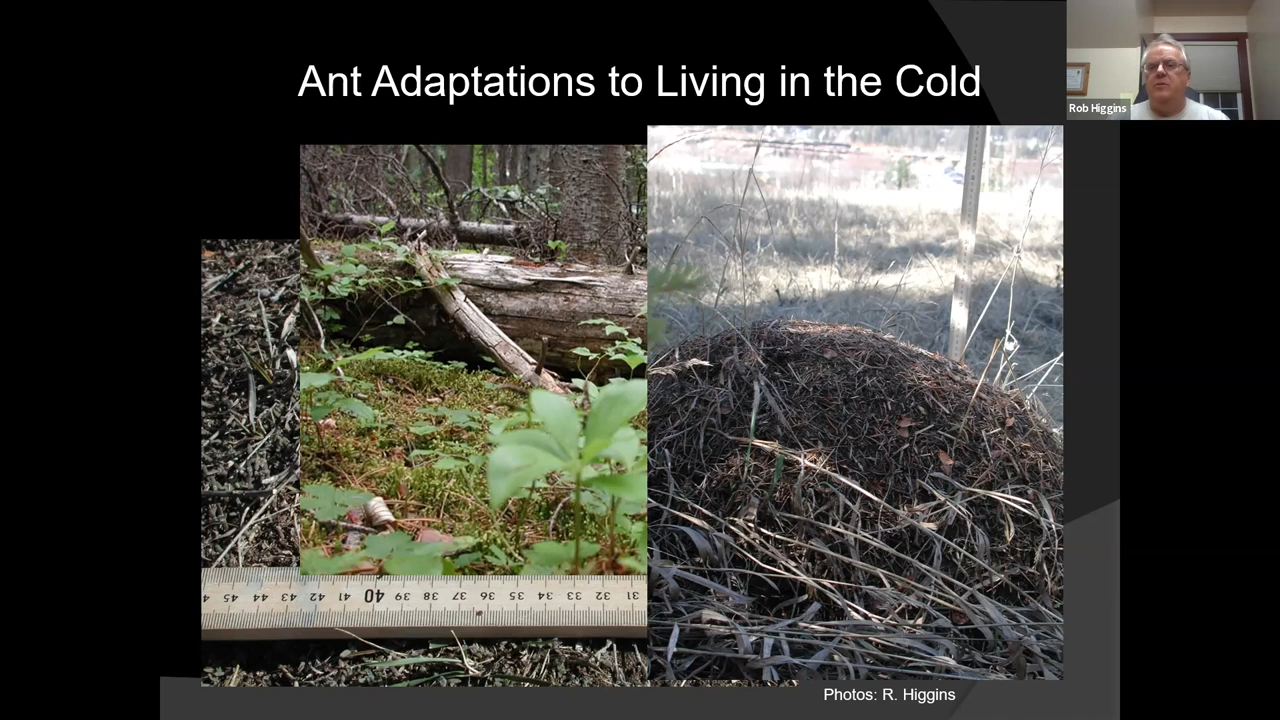 Ant Adaptations to Living in the Cold
Rob Higgins
45 44 43 42 41 40 39 38 37 36 35 34 33 32 31
Photos: R. Higgins